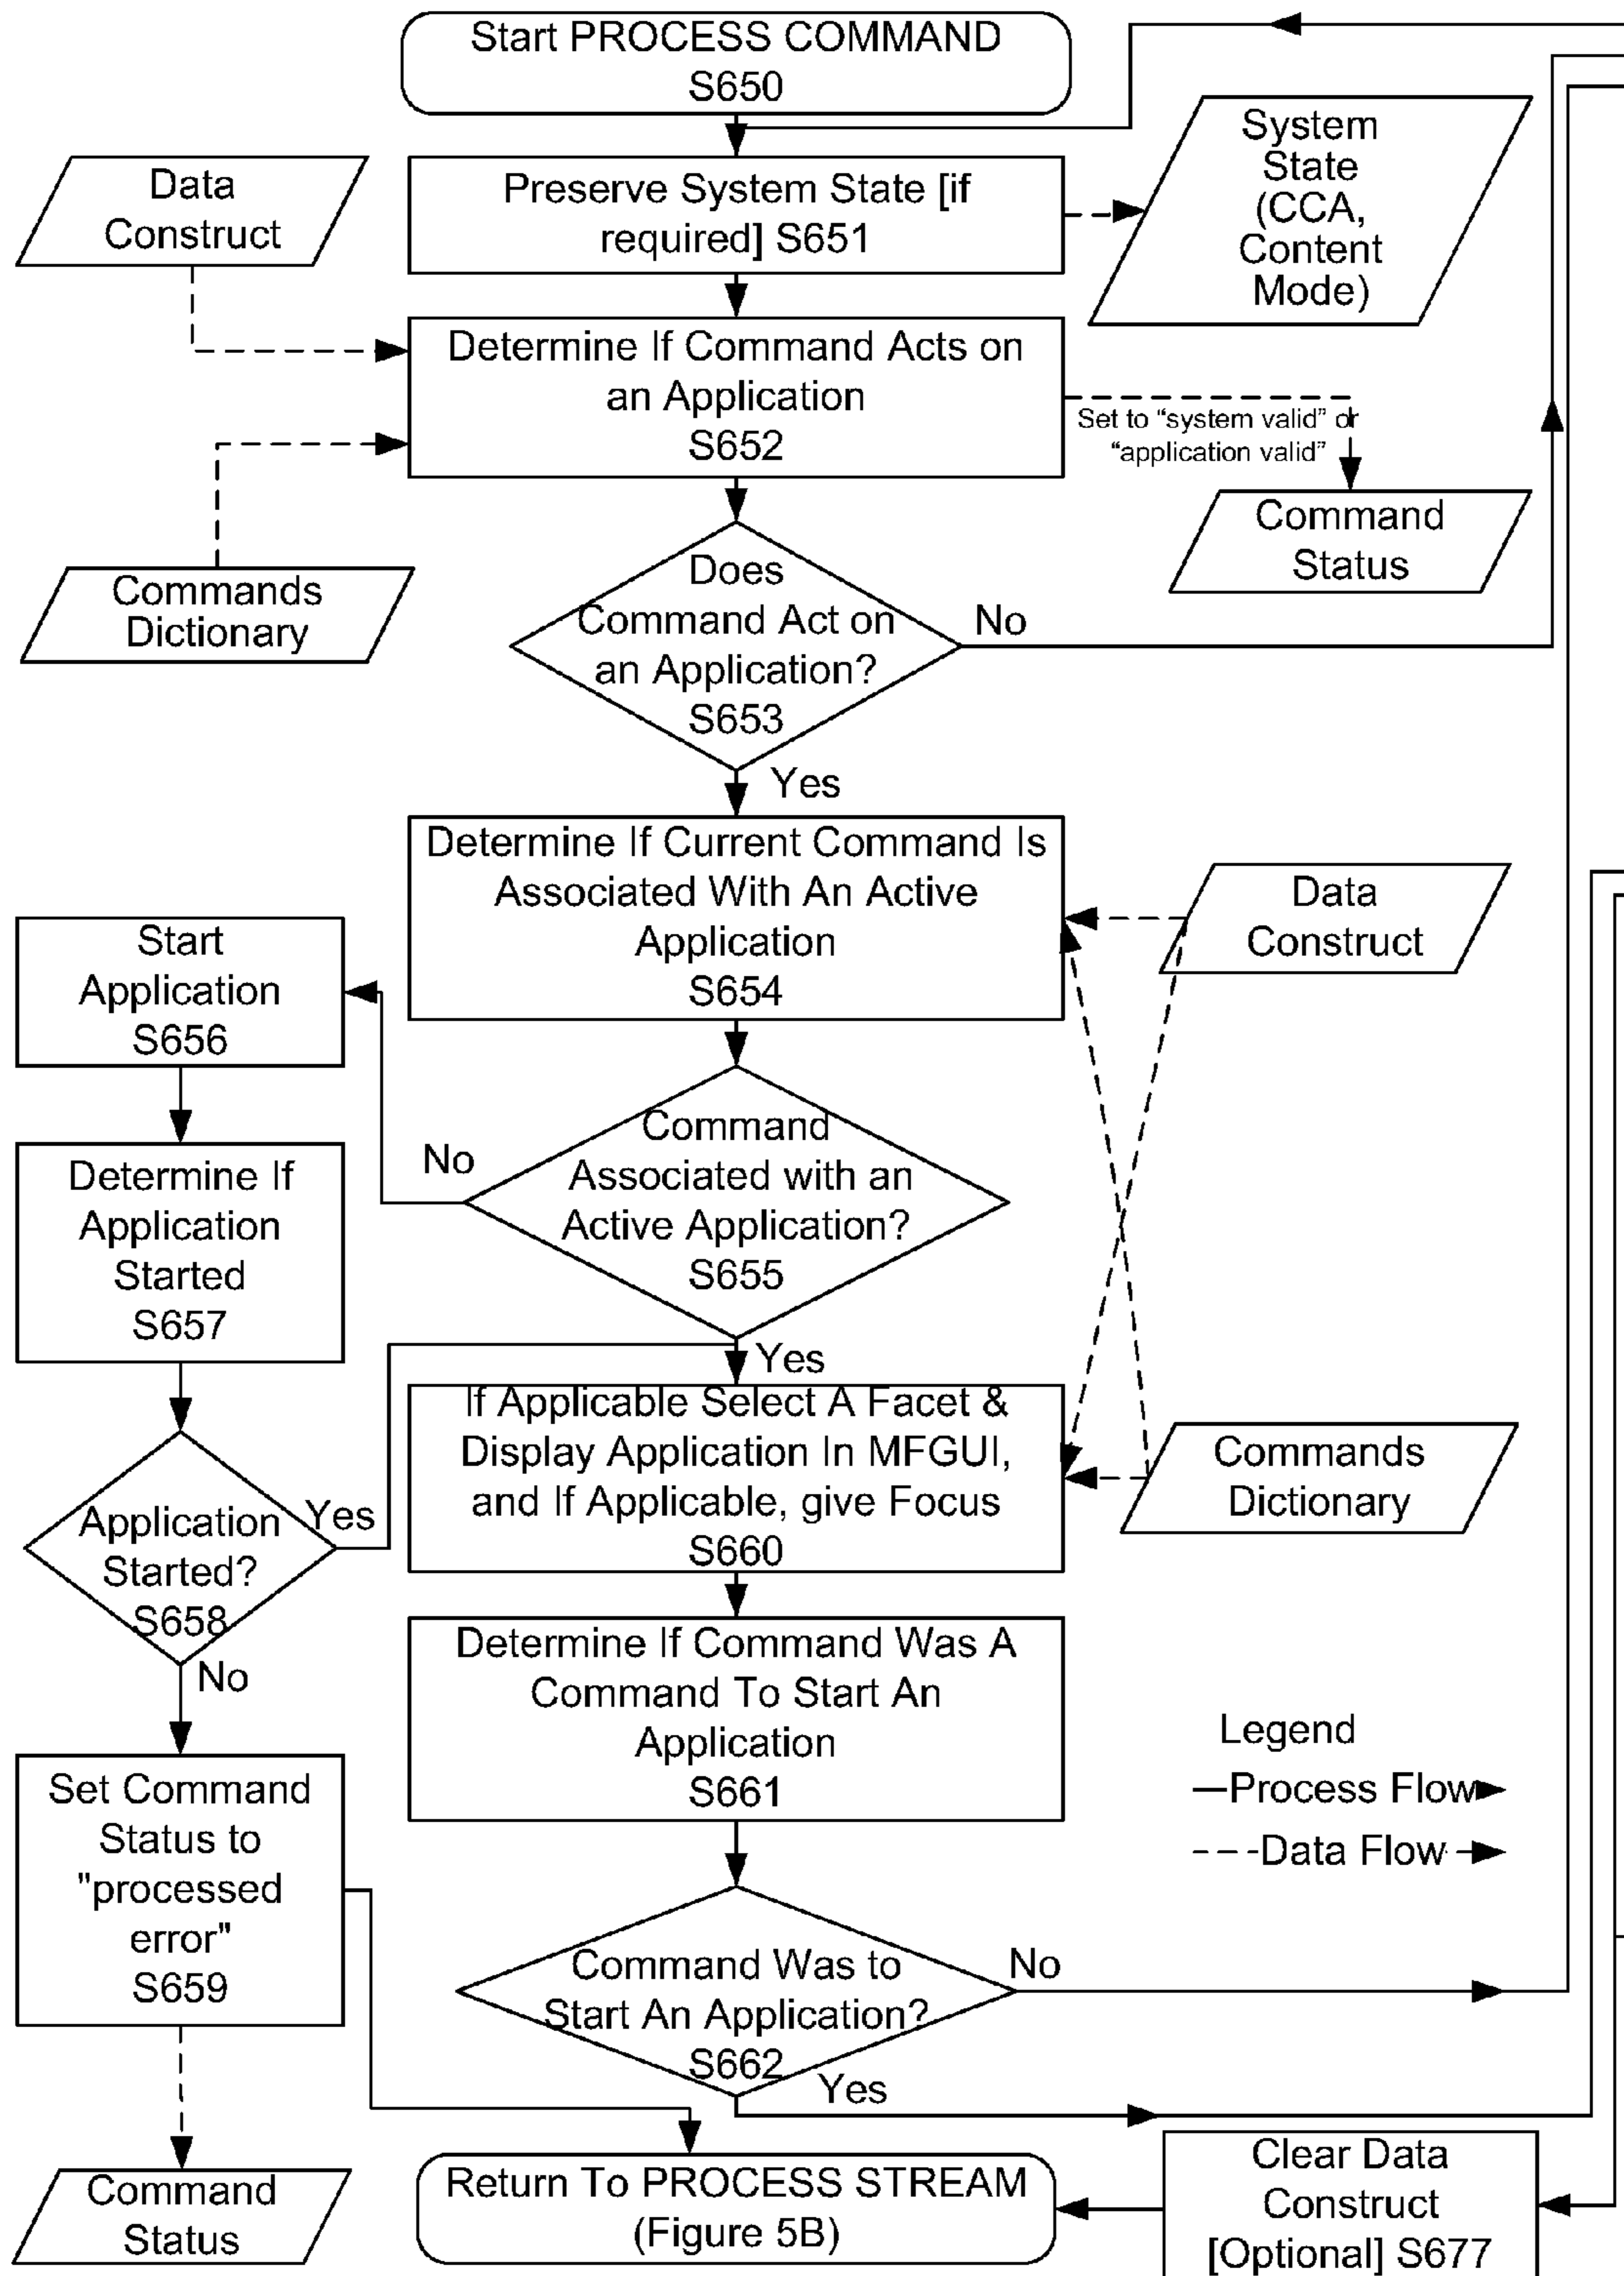 Start PROCESS COMMAND
S650
System
State
(CCA,
Content
Mode)
Data
Construct
Preserve System State [if
required] S651
Determine If Command Acts on
an Application
S652
Set to “system valid” or
“application valid”
Command
Status
Commands
Dictionary
Does
Command Act on
an Application?
S653
No
Yes
Determine If Current Command Is
Associated With An Active
Application
S654
Data
Construct
Start
Application
S656
Command
Associated with an
Active Application?
S655
No
Yes
Determine If
Application
Started
S657
If Applicable Select A Facet &
Display Application In MFGUI,
and If Applicable, give Focus
S660
Commands
Dictionary
Application
Started?
S658
Yes
No
Determine If Command Was A
Command To Start An
Application
S661
Legend
Process Flow
Data Flow
Set Command
Status to
"processed
error"
S659
Command Was to
Start An Application?
S662
No
Yes
Command
Status
Return To PROCESS STREAM
(Figure 5B)
Clear Data
Construct
[Optional] S677